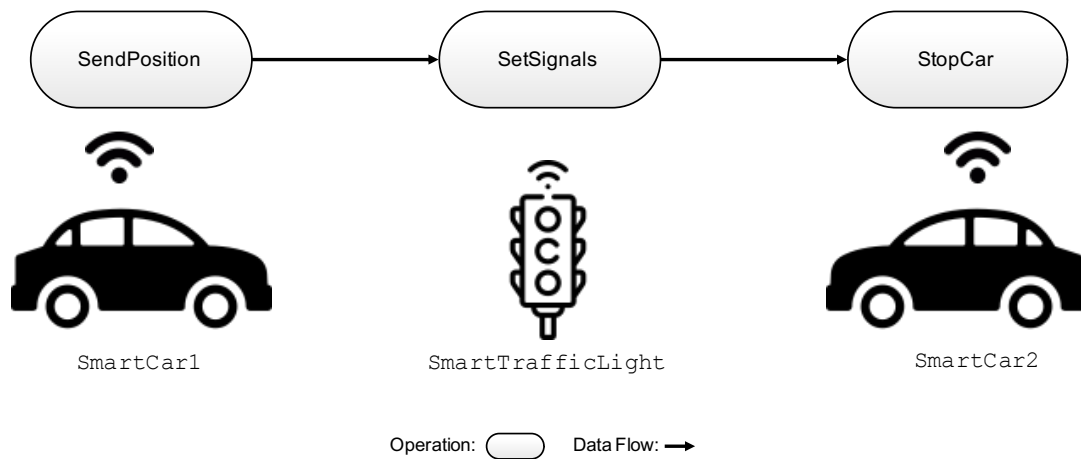 SendPosition
SetSignals
StopCar
SmartCar1
SmartTrafficLight
SmartCar2
Operation:
Data Flow: